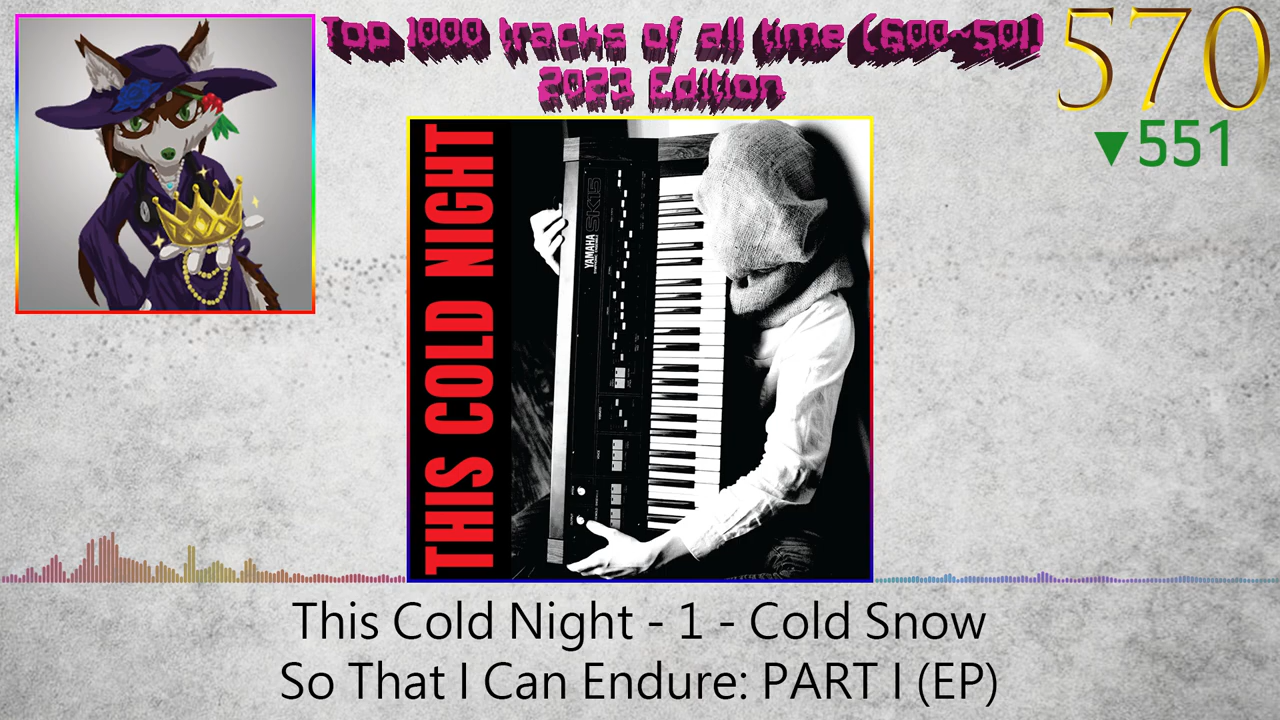 Top 1000 tracks of all time (600~501)
2023 Edition
570
▼551
THIS COLD NIGHT
YAMAHA
SK15
This Cold Night - 1 - Cold Snow
So That I Can Endure: PART I (EP)